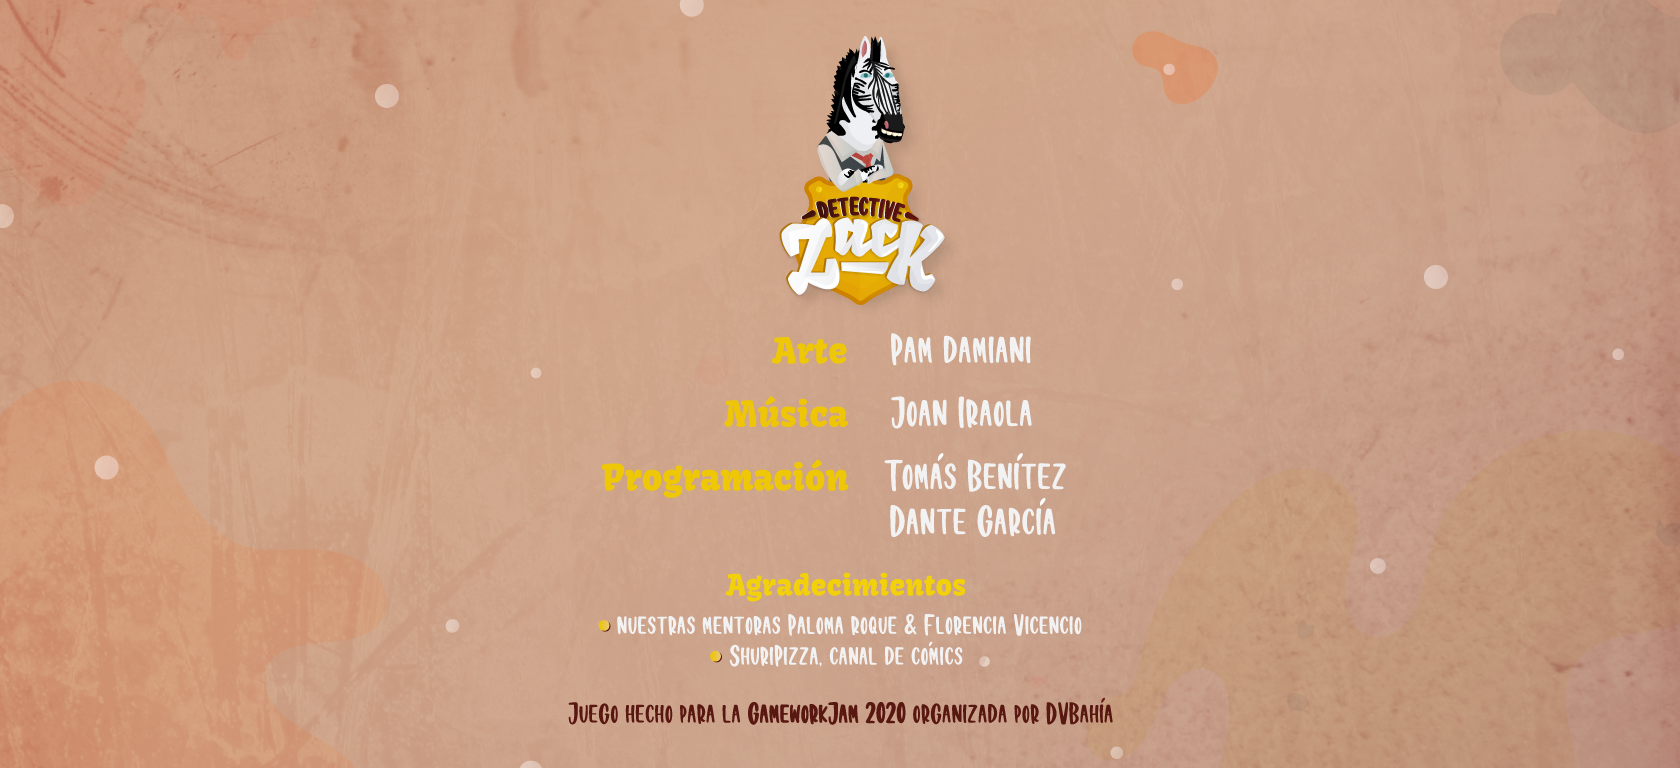 DETECTIVE
Zack
Arte PAM DAMIANI
Música JOAN IRAOLA
Programación TOMÁS BENÍTEZ
DANTE GARCÍA
Agradecimientos
• NUESTRAS MENTORAS PALOMA ROQUE & FLORENCIA VICENCIO
• SHURIPIZZA, CANAL DE CÓMICS
JUEGO HECHO PARA LA GAMEWORKJAM 2020 ORGANIZADA POR DVBAHÍA